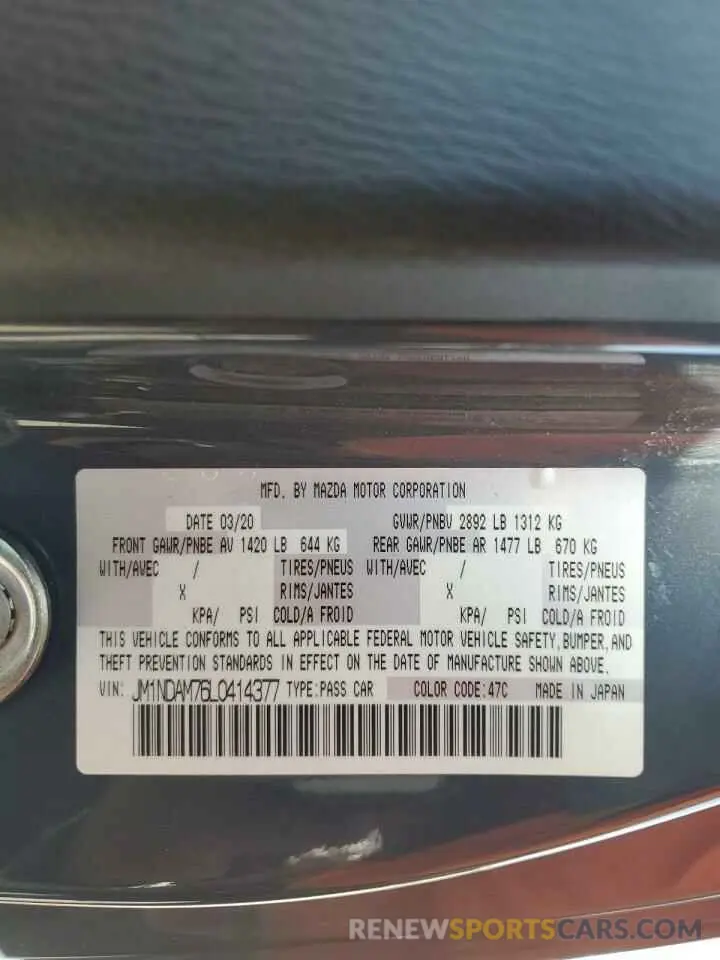 MFD. BY MAZDA MOTOR CORPORATION
DATE 03/20 GVWR/PNBV 2892 LB 1312 KG
FRONT GAWR/PNBE AV 1420 LB 644 KG REAR GAWR/PNBE AR 1477 LB 670 KG
WITH/AVEC / TIRES/PNEUS WITH/AVEC / TIRES/PNEUS
X RIMS/JANTES X RIMS/JANTES
KPA/ PSI COLD/A FROID KPA/ PSI COLD/A FROID
THIS VEHICLE CONFORMS TO ALL APPLICABLE FEDERAL MOTOR VEHICLE SAFETY,BUMPER,AND
THEFT PREVENTION STANDARDS IN EFFECT ON THE DATE OF MANUFACTURE SHOWN ABOVE.
VIN: JM1NDAM76L0414377 TYPE:PASS CAR COLOR CODE:47C MADE IN JAPAN
RENEWSPORTSCARS.COM